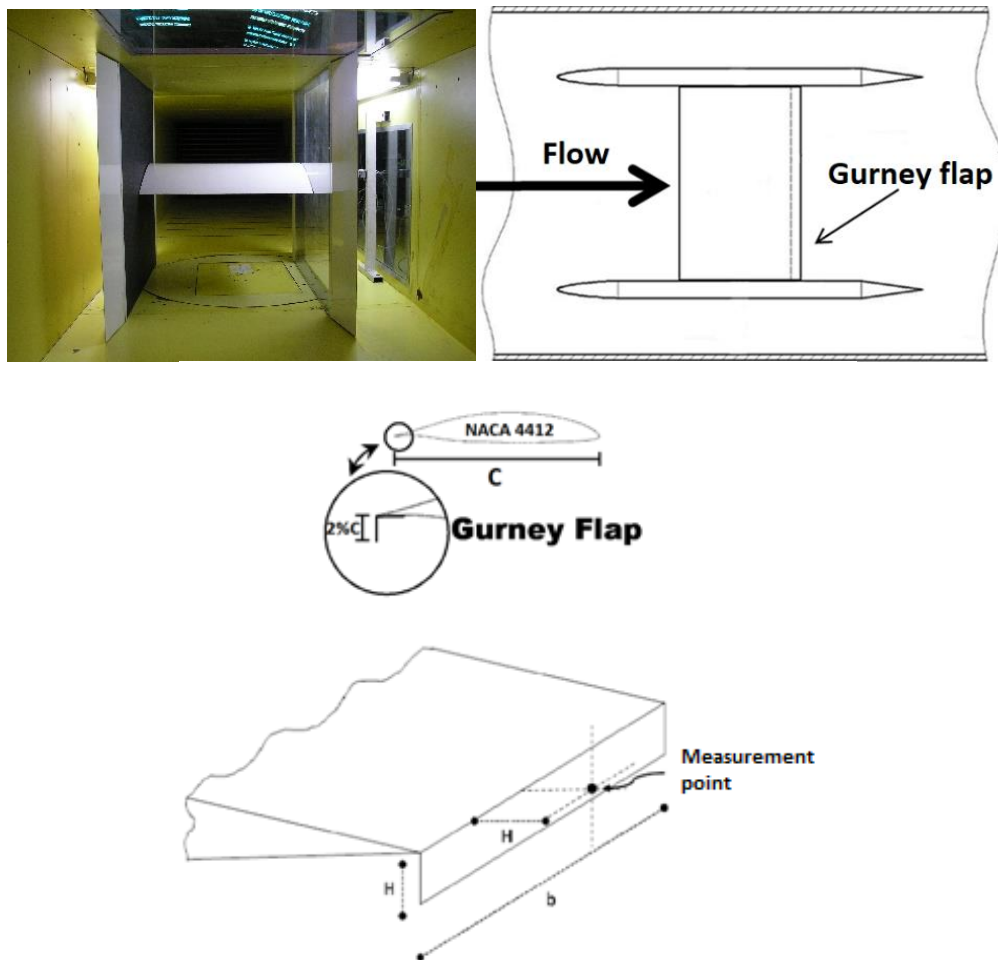 Flow
Gurney flap
NACA 4412
C
2%C
Gurney Flap
Measurement
point
H
H
b